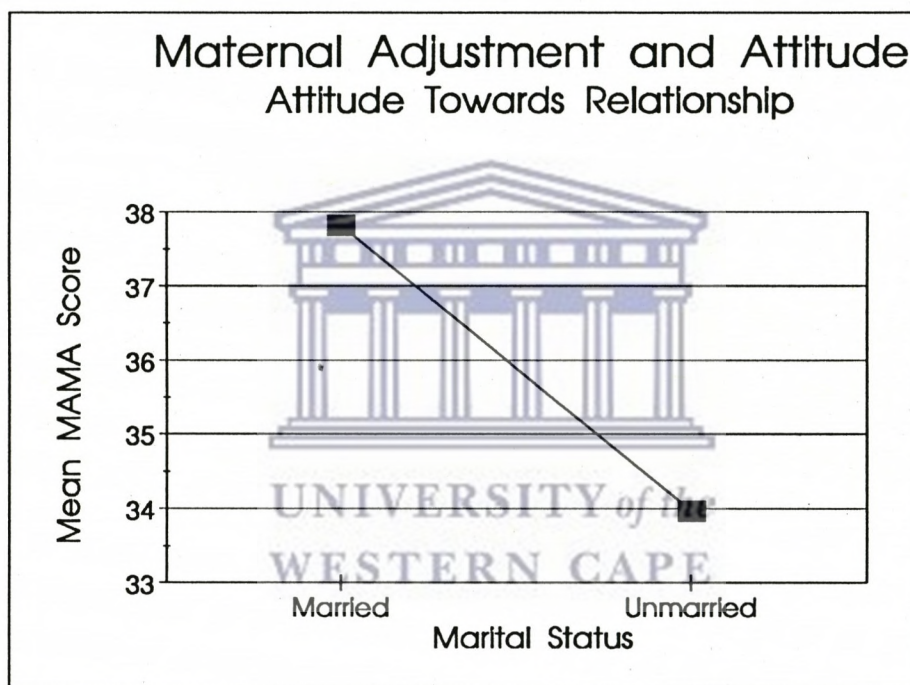 Maternal Adjustment and Attitude
Attitude Towards Relationship
Mean MAMA Score
38
37
36
35
34
33
UNIVERSITY of the
WESTERN CAPE
Married
Unmarried
Marital Status